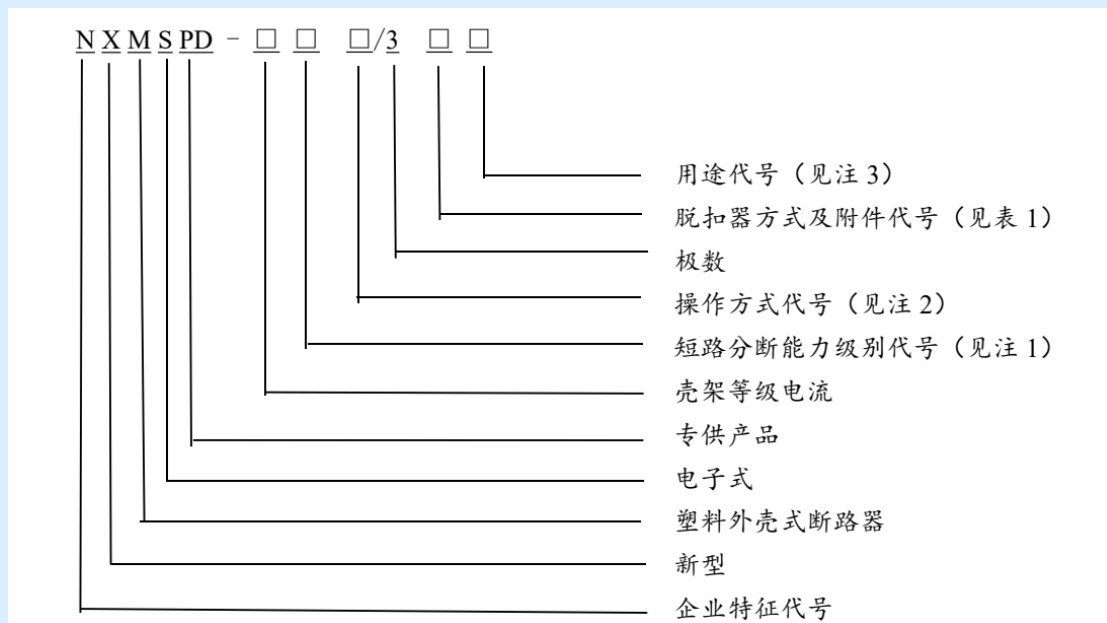 NXMSPD-□□ □/3 □ □
用途代号（见注 3）
脱扣器方式及附件代号（见表 1）
极数
操作方式代号（见注 2）
短路分断能力级别代号（见注 1）
壳架等级电流
专供产品
电子式
塑料外壳式断路器
新型
企业特征代号